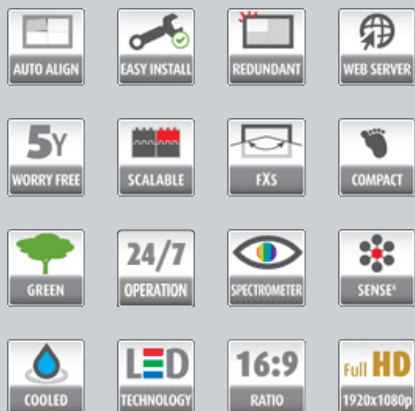 AUTO ALIGN EASY INSTALL REDUNDANT WEB SERVER
5Y
WORRY FREE SCALABLE FXS COMPACT
24/7
GREEN OPERATION SPECTROMETER SENSE⁶
LED 16:9 Full HD
COOLED TECHNOLOGY RATIO 1920x1080p